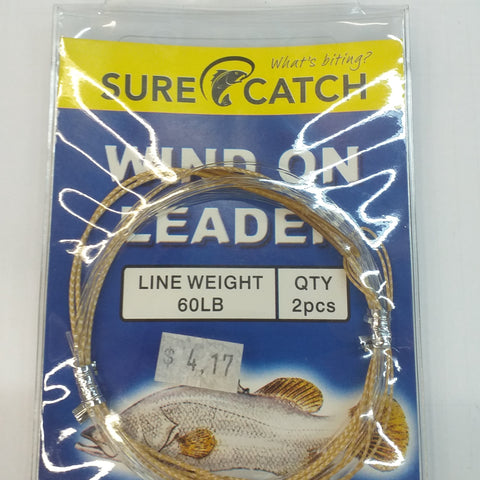 What's biting?
SURE CATCH
WIND ON
LEADER
LINE WEIGHT QTY
60LB 2pcs
$ 4.17